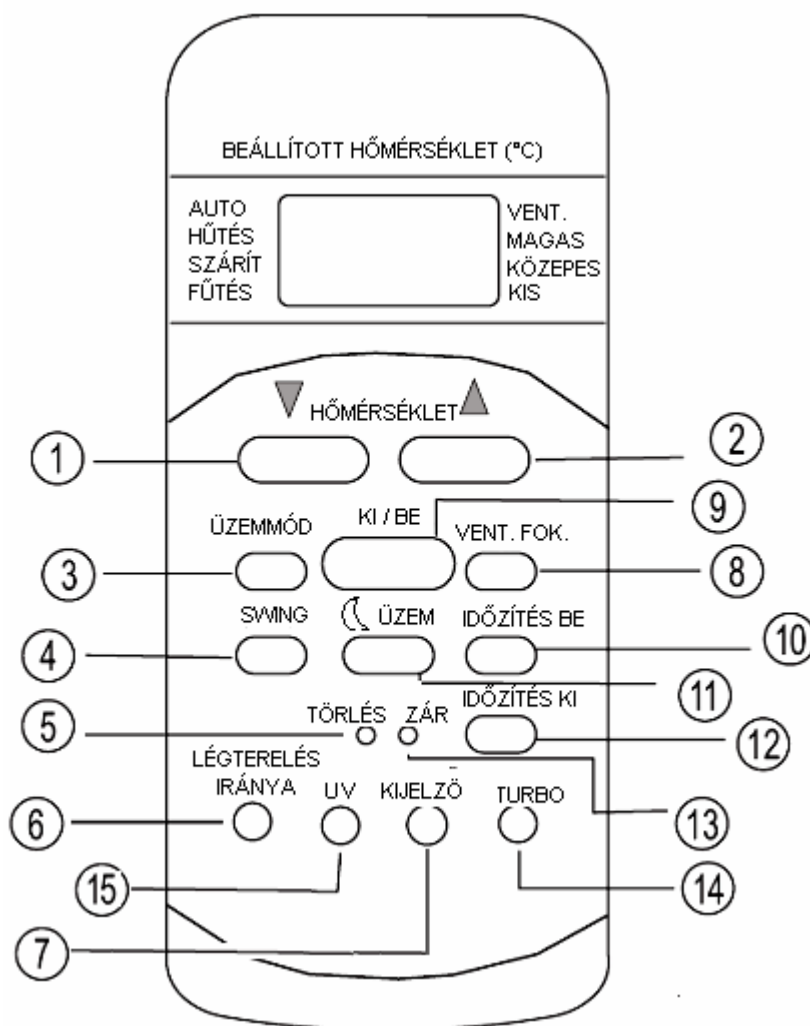 BEÁLLÍTOTT HŐMÉRSÉKLET (°C)
AUTO
HŰTÉS
SZÁRÍT
FŰTÉS
VENT.
MAGAS
KÖZEPES
KIS
HŐMÉRSÉKLET
1
2
ÜZEMMÓD
KI / BE
VENT. FOK.
9
3
8
SWING
ÜZEM
IDŐZÍTÉS BE
4
10
11
TÖRLÉS
ZÁR
IDŐZÍTÉS KI
5
12
LÉGTERELÉS
IRÁNYA
UV
KIJELZŐ
TURBO
6
13
15
14
7